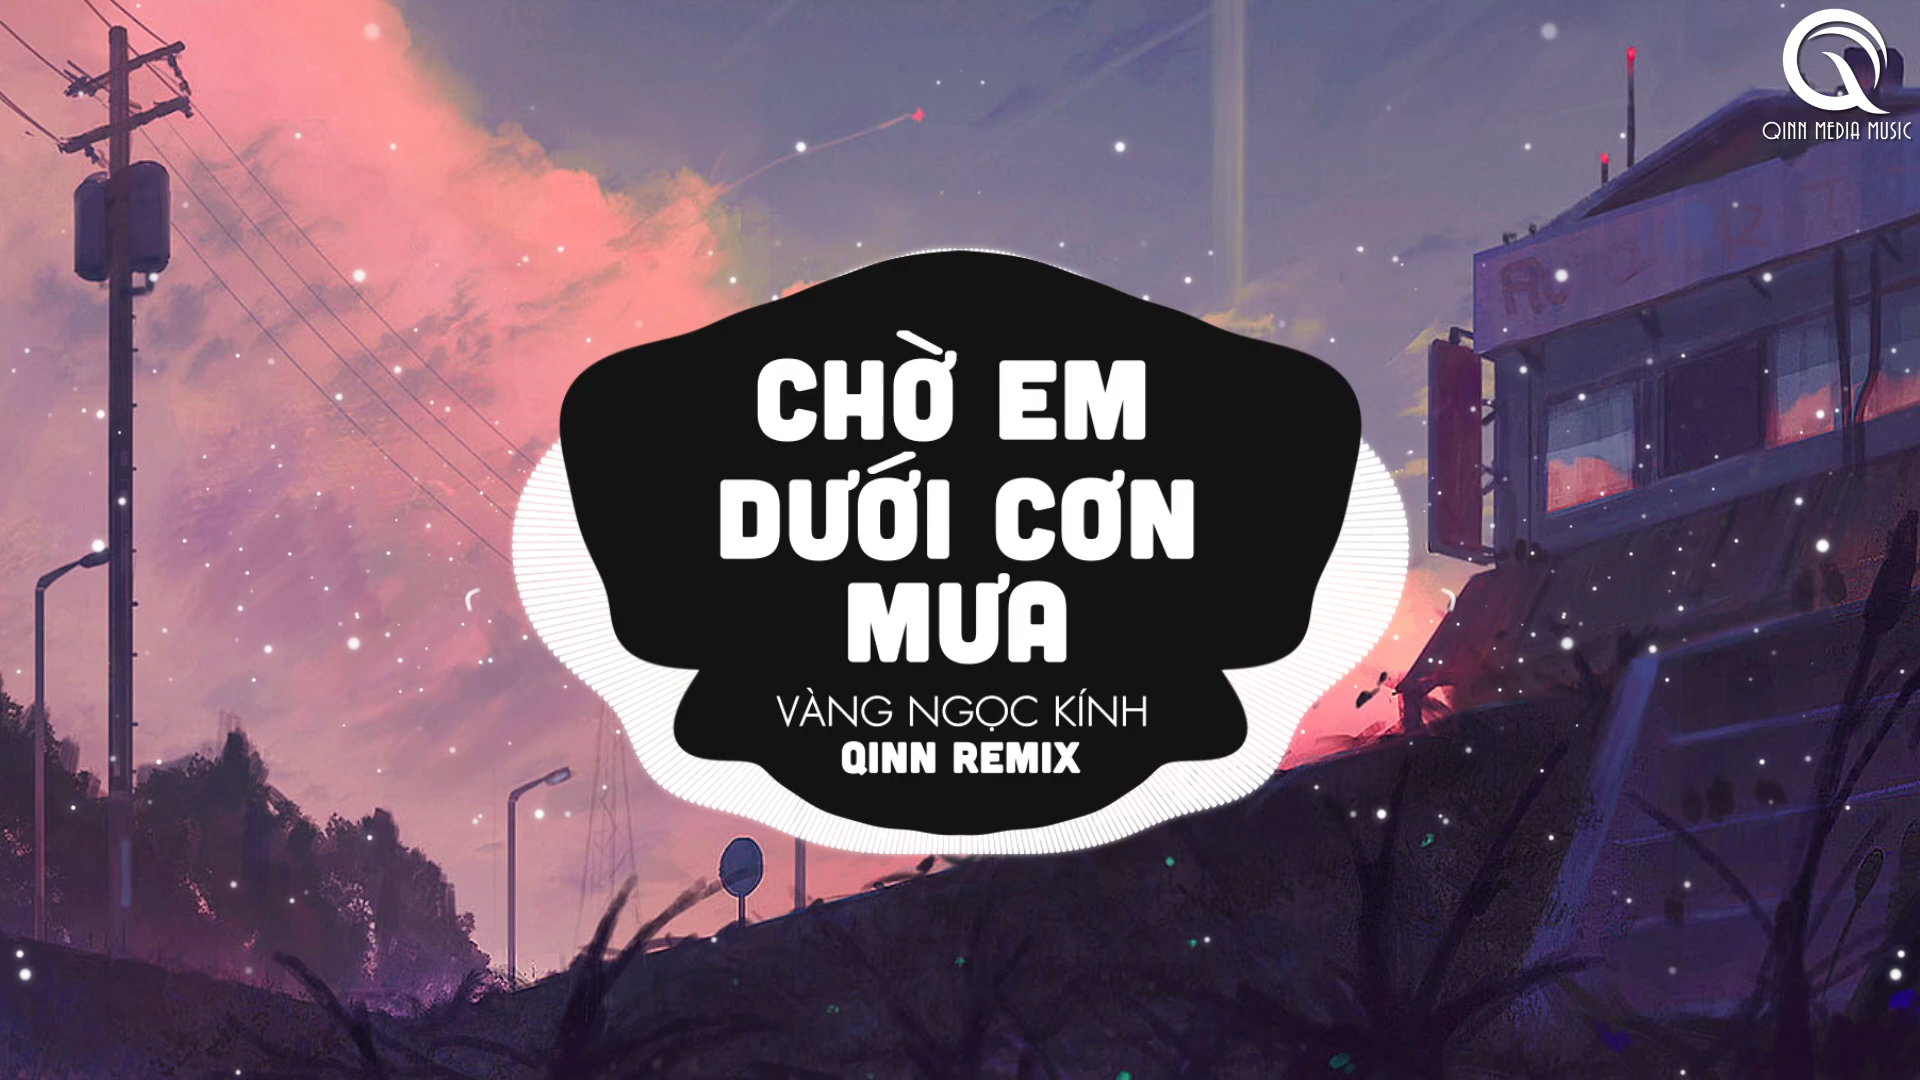 QINN MEDIA MUSIC
CHỜ EM
DƯỚI CƠN
MƯA
VÀNG NGỌC KÍNH
QINN REMIX